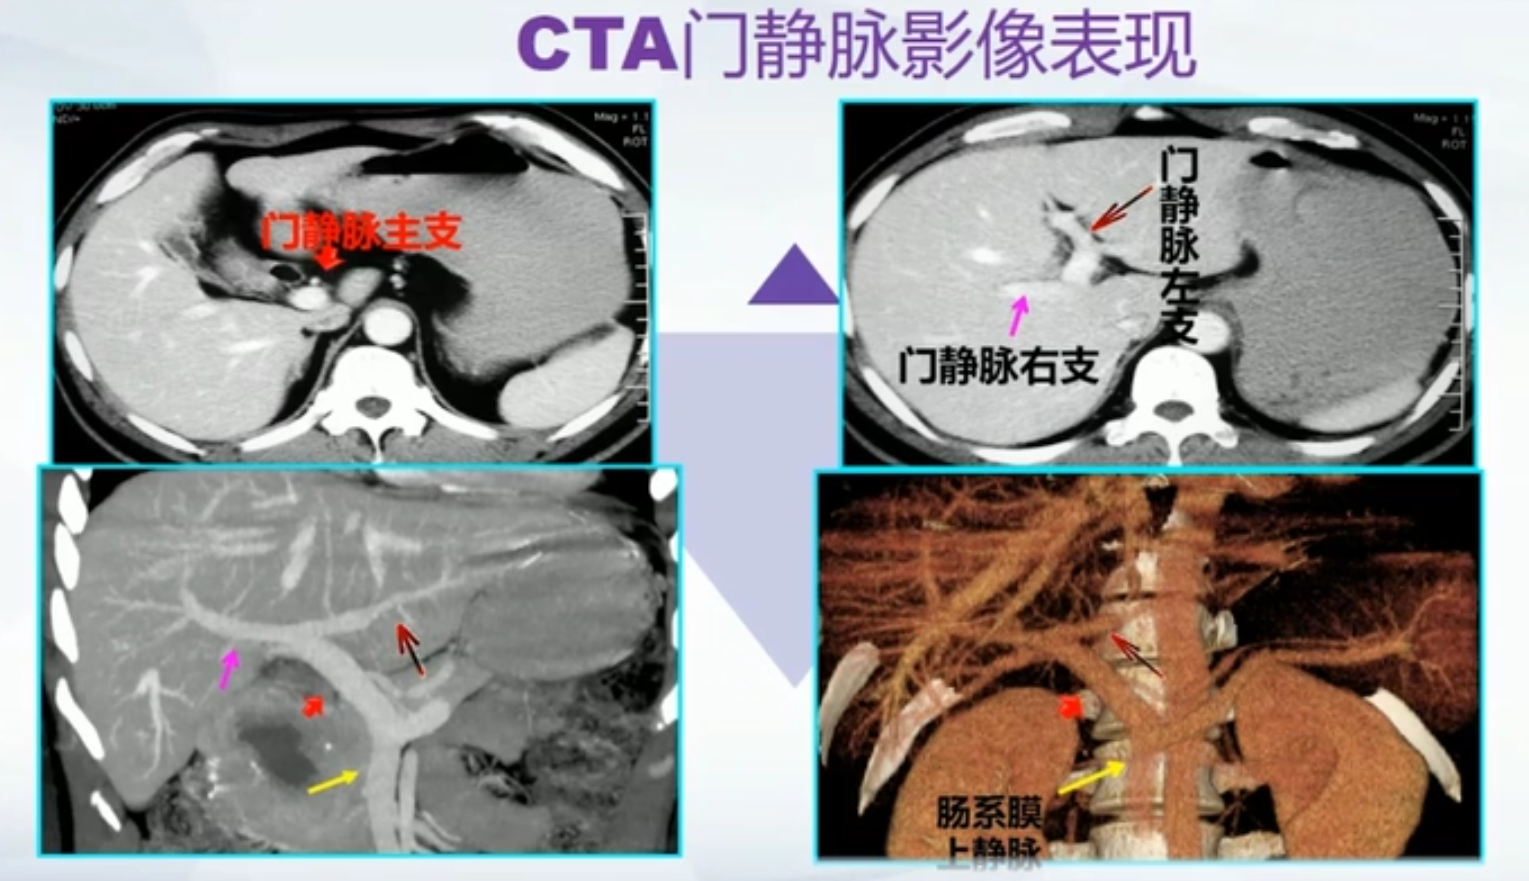 CTA门静脉影像表现
Mag = 1.1
FL
ROT
门静脉主支
Mag = 1.1
FL
ROT
门静脉左支
门静脉右支
肠系膜
上静脉